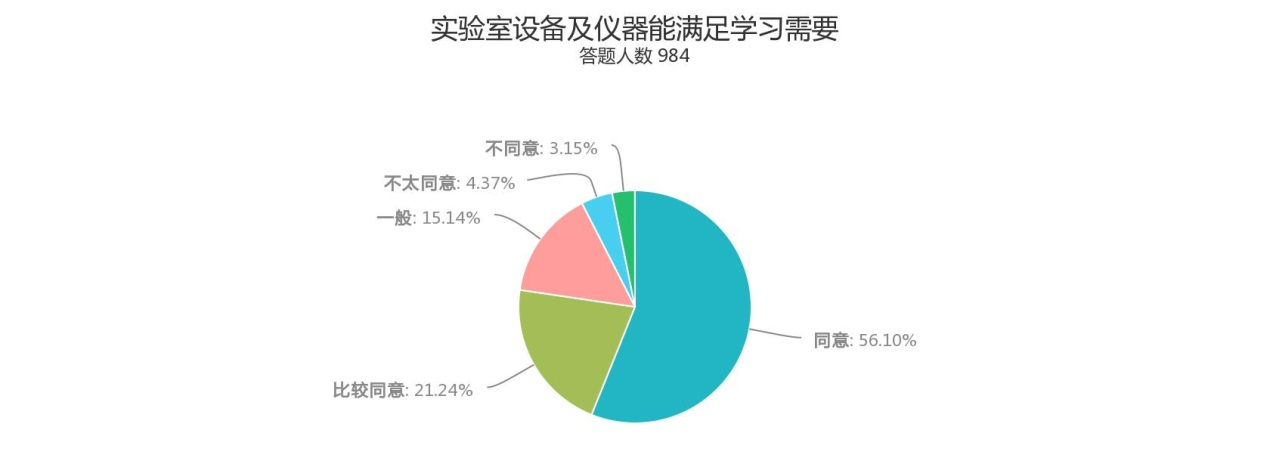 实验室设备及仪器能满足学习需要
答题人数 984
不同意: 3.15%
不太同意: 4.37%
一般: 15.14%
同意: 56.10%
比较同意: 21.24%